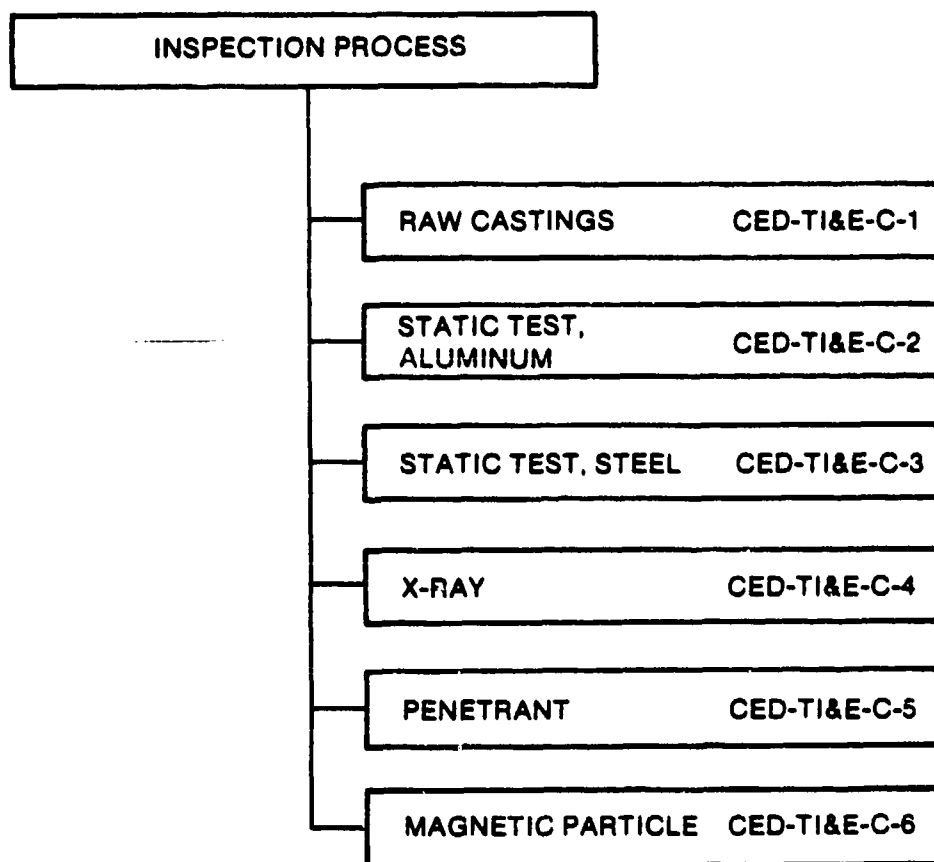 INSPECTION PROCESS
RAW CASTINGS CED-TI&E-C-1
STATIC TEST,
ALUMINUM CED-TI&E-C-2
STATIC TEST, STEEL CED-TI&E-C-3
X-RAY CED-TI&E-C-4
PENETRANT CED-TI&E-C-5
MAGNETIC PARTICLE CED-TI&E-C-6